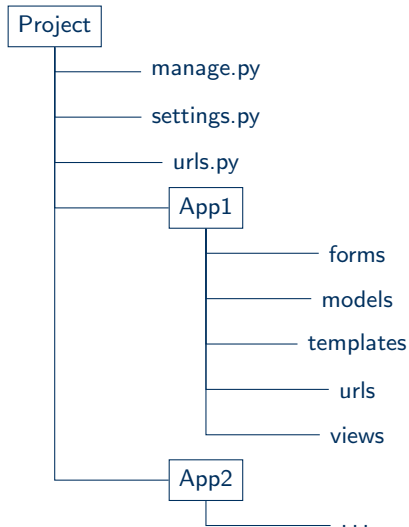 Project
manage.py
settings.py
urls.py
App1
forms
models
templates
urls
views
App2
...